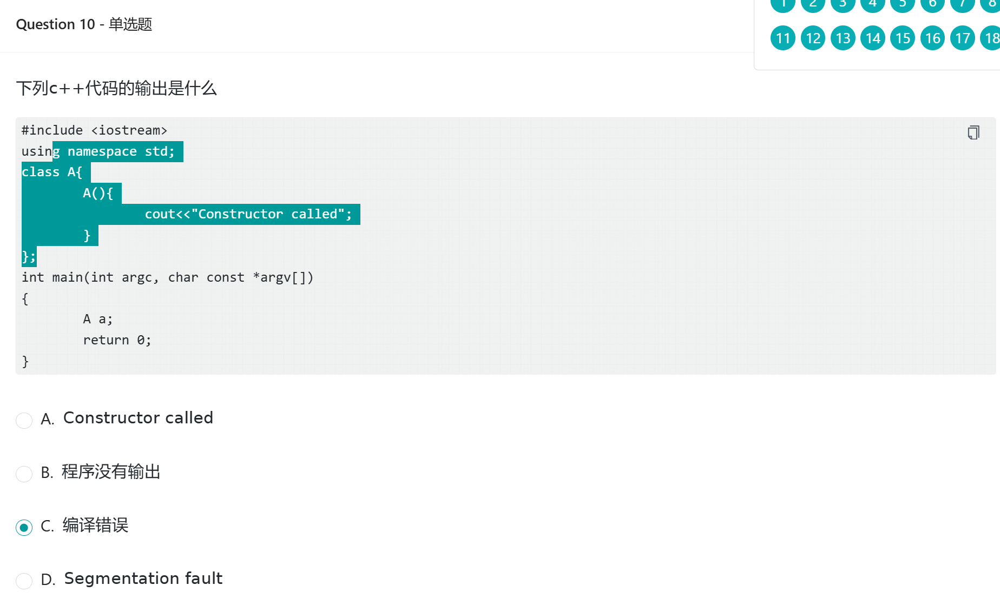 Question 10 - 单选题
1 2 3 4 5 6 7 8
11 12 13 14 15 16 17 18
下列c++代码的输出是什么
#include <iostream>
using namespace std;
class A{
A(){
cout<<"Constructor called";
}
};
int main(int argc, char const *argv[])
{
A a;
return 0;
}
A. Constructor called
B. 程序没有输出
C. 编译错误
D. Segmentation fault